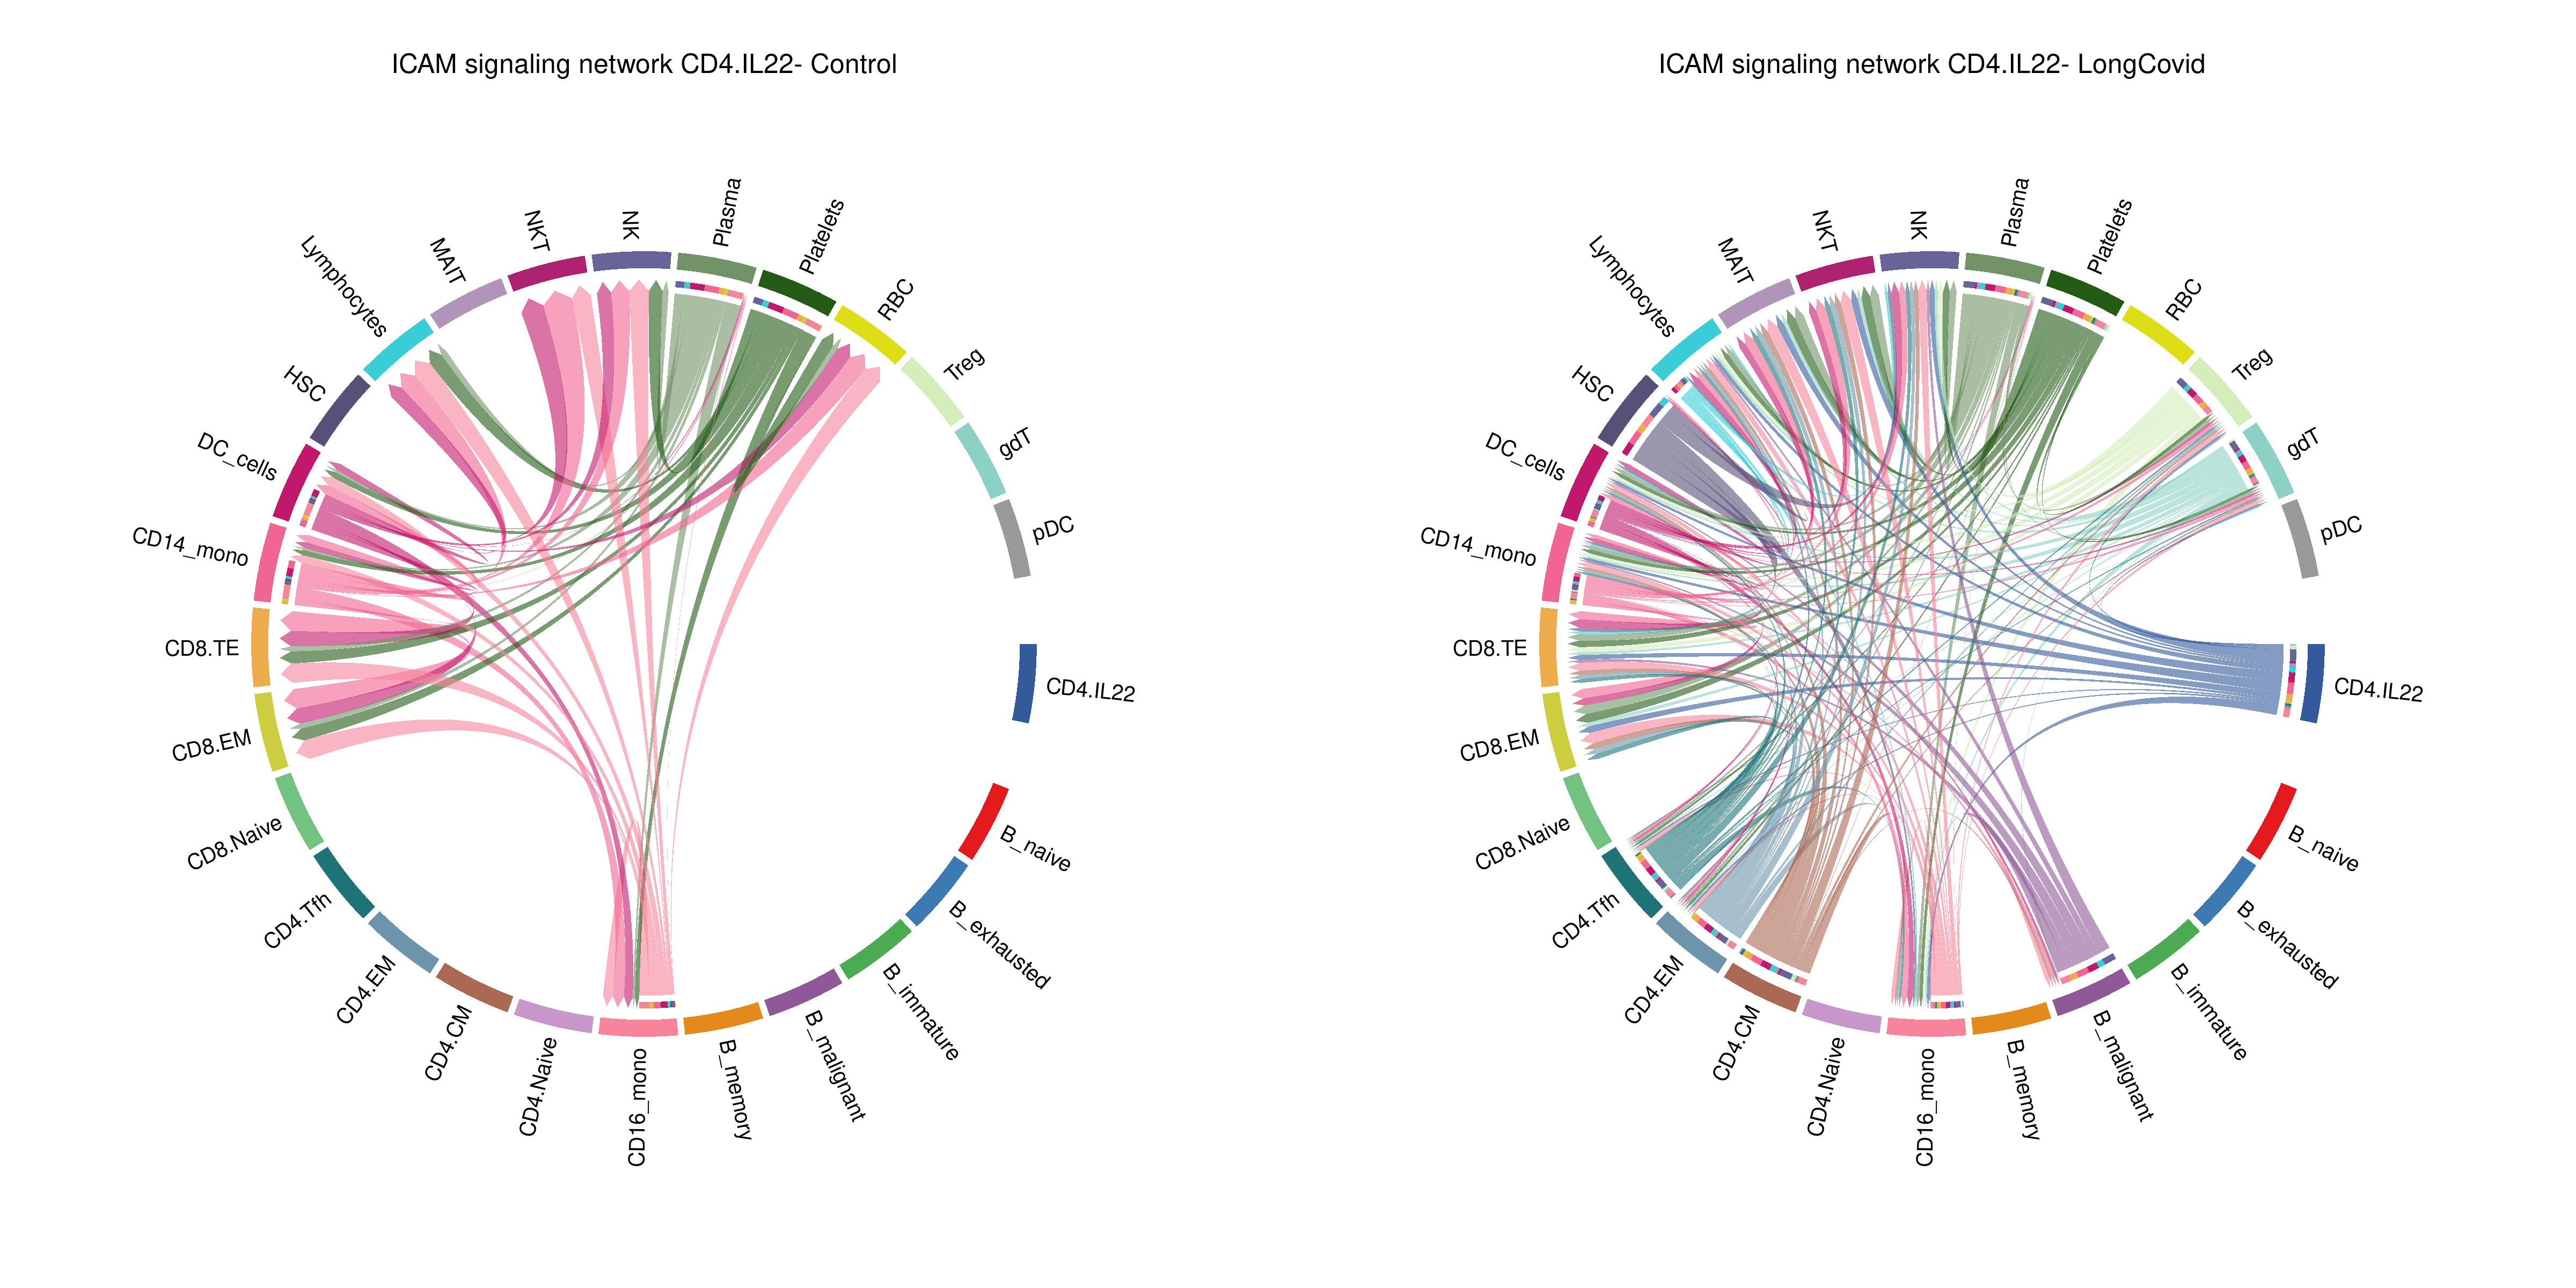 ICAM signaling network CD4.IL22- Control
Plasma
Platelets
RBC
Treg
gdT
pDC
CD4.IL22
B_naive
B_exhausted
B_immature
B_malignant
B_memory
CD16_mono
CD4.Naive
CD4.CM
CD4.EM
CD4.Tfh
CD8.Naive
CD8.EM
CD8.TE
CD14_mono
DC_cells
HSC
Lymphocytes
MAIT
NKT
NK
ICAM signaling network CD4.IL22- LongCovid
Plasma
Platelets
RBC
Treg
gdT
pDC
CD4.IL22
B_naive
B_exhausted
B_immature
B_malignant
B_memory
CD16_mono
CD4.Naive
CD4.CM
CD4.EM
CD4.Tfh
CD8.Naive
CD8.EM
CD8.TE
CD14_mono
DC_cells
HSC
Lymphocytes
MAIT
NKT
NK